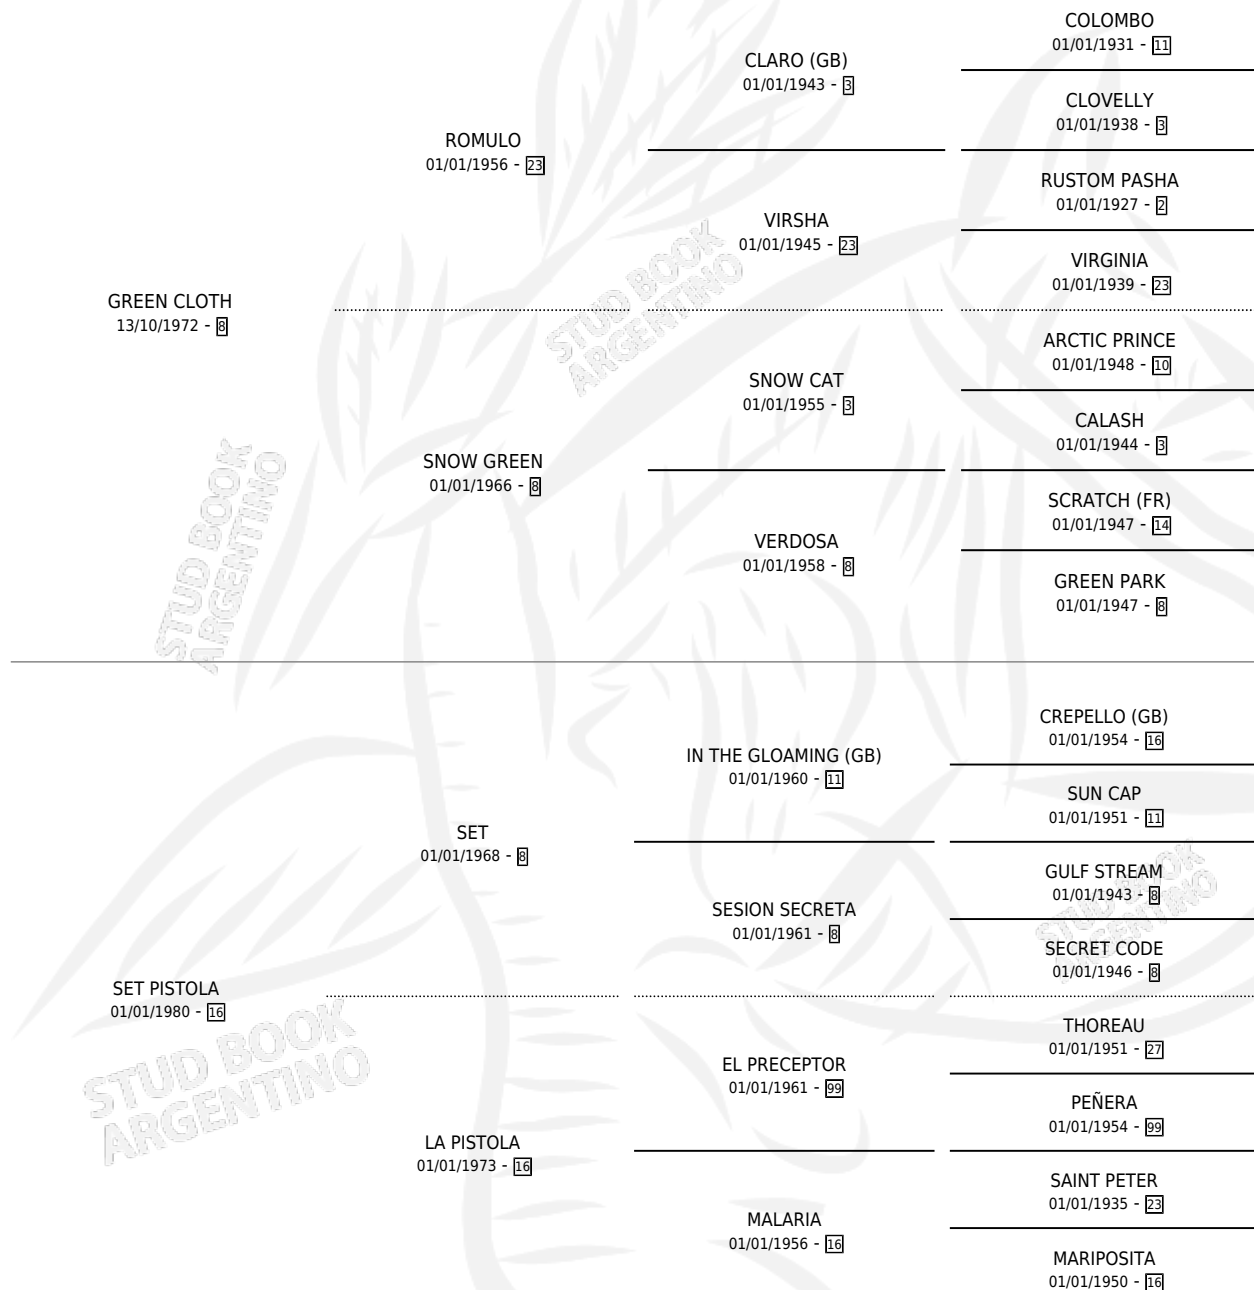 COLOMBO
01/01/1931 - 11
CLARO (GB)
01/01/1943 - 3
CLOVELLY
01/01/1938 - 3
ROMULO
01/01/1956 - 23
RUSTOM PASHA
01/01/1927 - 2
VIRSHA
01/01/1945 - 23
VIRGINIA
01/01/1939 - 23
GREEN CLOTH
13/10/1972 - 8
STUD BOOK
ARGENTINO
ARCTIC PRINCE
01/01/1948 - 10
SNOW CAT
01/01/1955 - 3
CALASH
01/01/1944 - 3
SNOW GREEN
01/01/1966 - 8
SCRATCH (FR)
01/01/1947 - 14
VERDOSA
01/01/1958 - 8
GREEN PARK
01/01/1947 - 8
STUD BOOK
ARGENTINO
CREPELLO (GB)
01/01/1954 - 16
IN THE GLOAMING (GB)
01/01/1960 - 11
SUN CAP
01/01/1951 - 11
SET
01/01/1968 - 8
GULF STREAM
01/01/1943 - 8
SESION SECRETA
01/01/1961 - 8
STUD BOOK
ARGENTINO
SECRET CODE
01/01/1946 - 8
SET PISTOLA
01/01/1980 - 16
THOREAU
01/01/1951 - 27
EL PRECEPTOR
01/01/1961 - 99
PEÑERA
01/01/1954 - 99
STUD BOOK
ARGENTINO
LA PISTOLA
01/01/1973 - 16
SAINT PETER
01/01/1935 - 23
MALARIA
01/01/1956 - 16
MARIPOSITA
01/01/1950 - 16